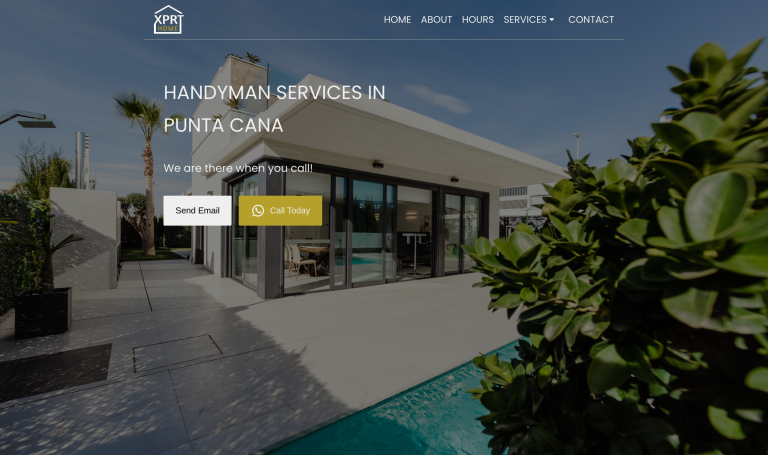 XPRT
HOME
HOME ABOUT HOURS SERVICES CONTACT
HANDYMAN SERVICES IN
PUNTA CANA
We are there when you call!
Send Email Call Today